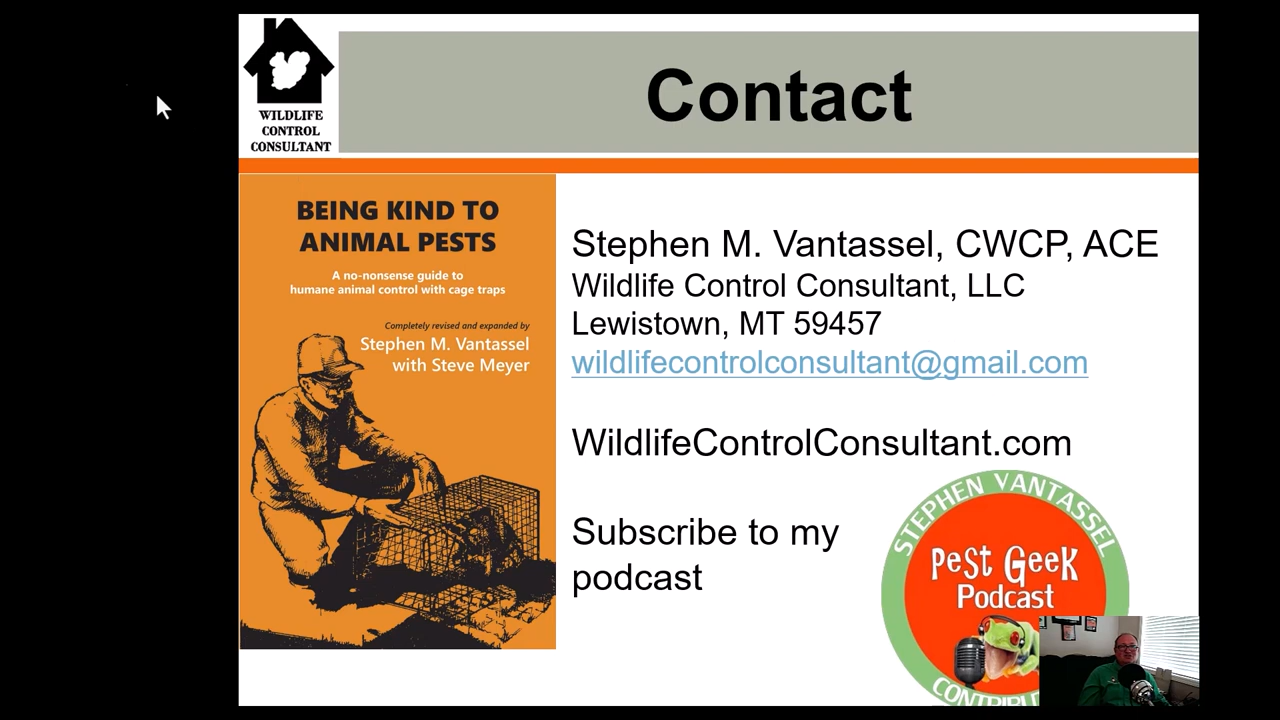 WILDLIFE
CONTROL
CONSULTANT
Contact
BEING KIND TO
ANIMAL PESTS
A no-nonsense guide to
humane animal control with cage traps
Completely revised and expanded by
Stephen M. Vantassel
with Steve Meyer
Stephen M. Vantassel, CWCP, ACE
Wildlife Control Consultant, LLC
Lewistown, MT 59457
wildlifecontrolconsultant@gmail.com
WildlifeControlConsultant.com
Subscribe to my
podcast
STEPHEN VANTASSEL
PeST GeeK
Podcast